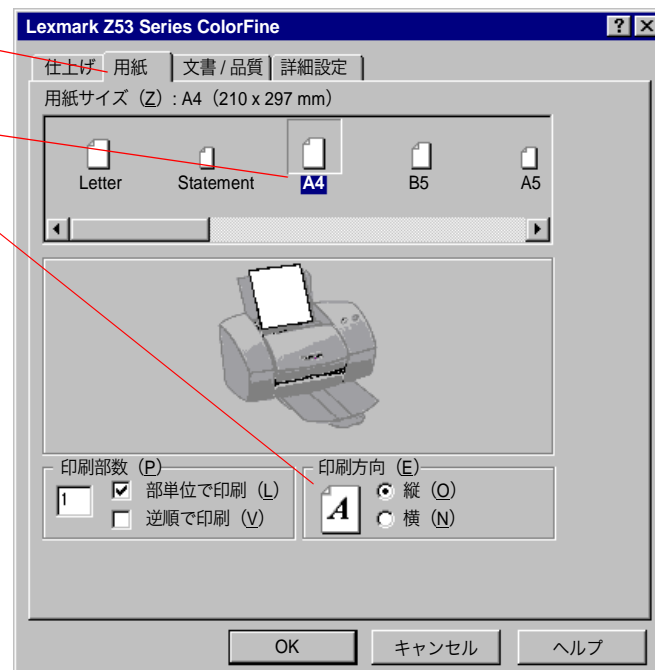 Lexmark Z53 Series ColorFine
仕上げ 用紙 文書 / 品質 詳細設定
用紙サイズ (Z) : A4 (210 x 297 mm)
Letter Statement A4 B5 A5
印刷部数 (P) 印刷方向 (E)
1 部単位で印刷 (L) A 縦 (O)
逆順で印刷 (V) 横 (N)
OK キャンセル ヘルプ